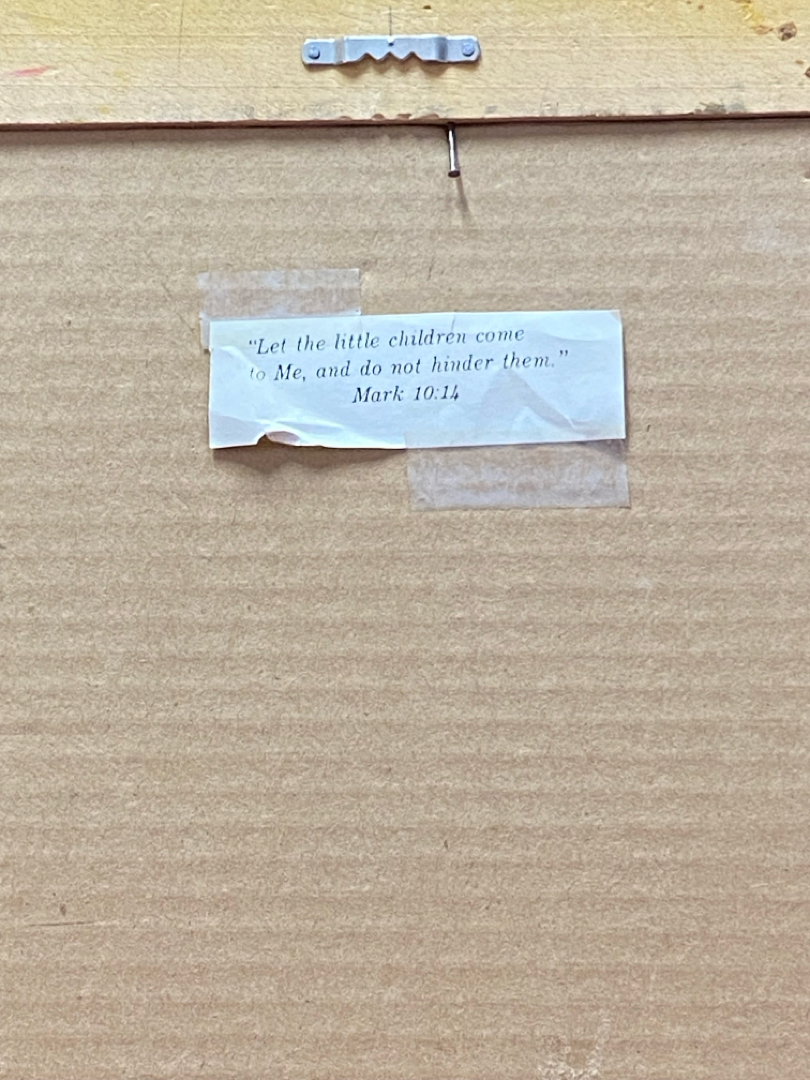 “Let the little children come
to Me, and do not hinder them.”
Mark 10:14